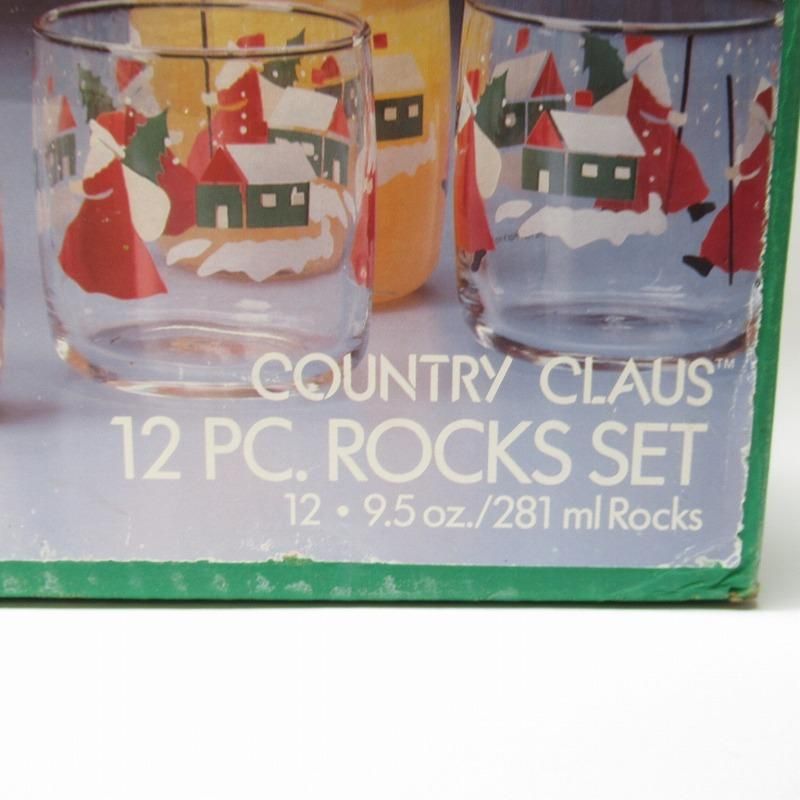 COUNTRY CLAUS™
12 PC. ROCKS SET
12 • 9.5 oz./281 ml Rocks